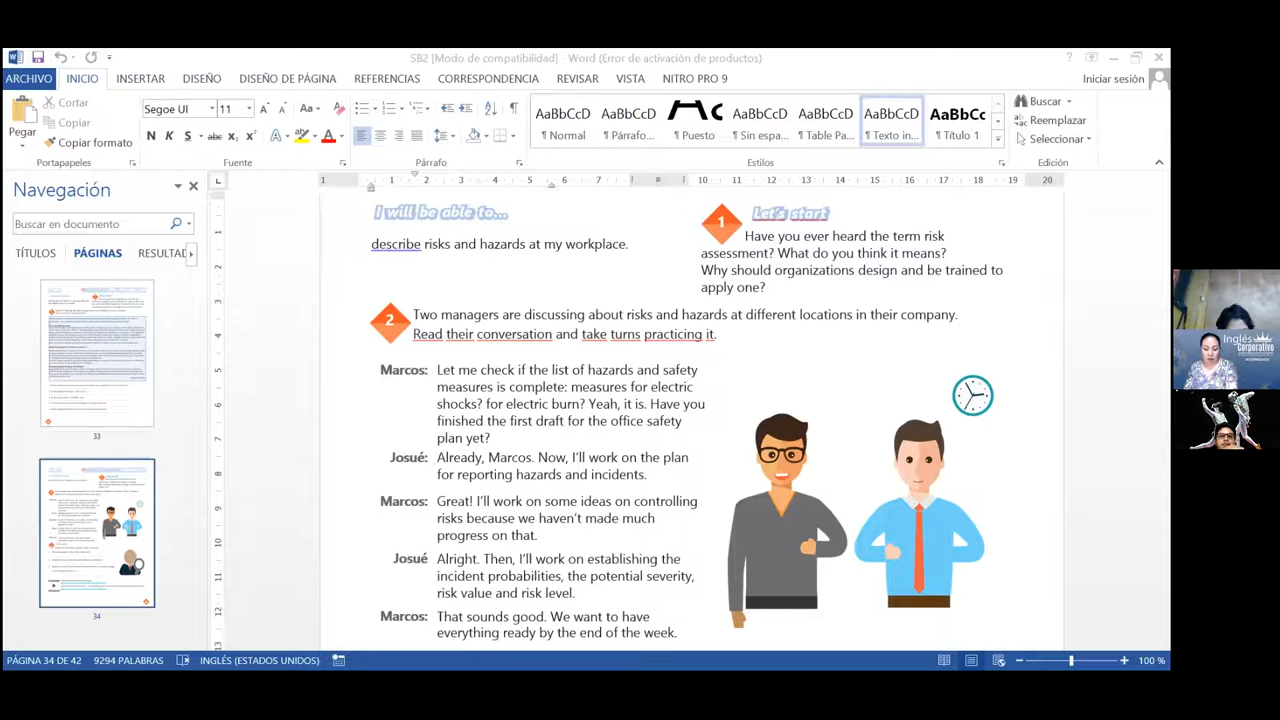 SB2 [Modo de compatibilidad] - Word (Error de activación de productos)
ARCHIVO INICIO INSERTAR DISEÑO DISEÑO DE PÁGINA REFERENCIAS CORRESPONDENCIA REVISAR VISTA NITRO PRO 9 Iniciar sesión
Pegar
Cortar
Copiar
Copiar formato
Portapapeles
Segoe UI 11
N K S abc x₂ x²
Fuente
Párrafo
AaBbCcD AaBbCcD AaBbCcD AaBbCcD AaBbCcD AaBbCc
¶ Normal ¶ Párrafo... ¶ Puesto ¶ Sin espa... ¶ Table Pa... ¶ Texto in... ¶ Título 1
Estilos
Buscar
Reemplazar
Seleccionar
Edición
Navegación
Buscar en documento
TÍTULOS PÁGINAS RESULTAD
33
34
I will be able to...
describe risks and hazards at my workplace.
1 Let's start
Have you ever heard the term risk
assessment? What do you think it means?
Why should organizations design and be trained to
apply one?
2 Two managers are discussing about risks and hazards at different locations in their company.
Read their conversation and take turns practicing it.
Marcos: Let me check if the list of hazards and safety
measures is complete: measures for electric
shocks? for electric burn? Yeah, it is. Have you
finished the first draft for the office safety
plan yet?
Josué: Already, Marcos. Now, I'll work on the plan
for reporting hazards and incidents.
Marcos: Great! I'll work on some ideas on controlling
risks because we haven't made much
progress on that.
Josué Alright. Then, I'll work on establishing the
incident probabilities, the potential severity,
risk value and risk level.
Marcos: That sounds good. We want to have
everything ready by the end of the week.
PÁGINA 34 DE 42 9294 PALABRAS INGLÉS (ESTADOS UNIDOS) 100 %
Inglés
Corporativo